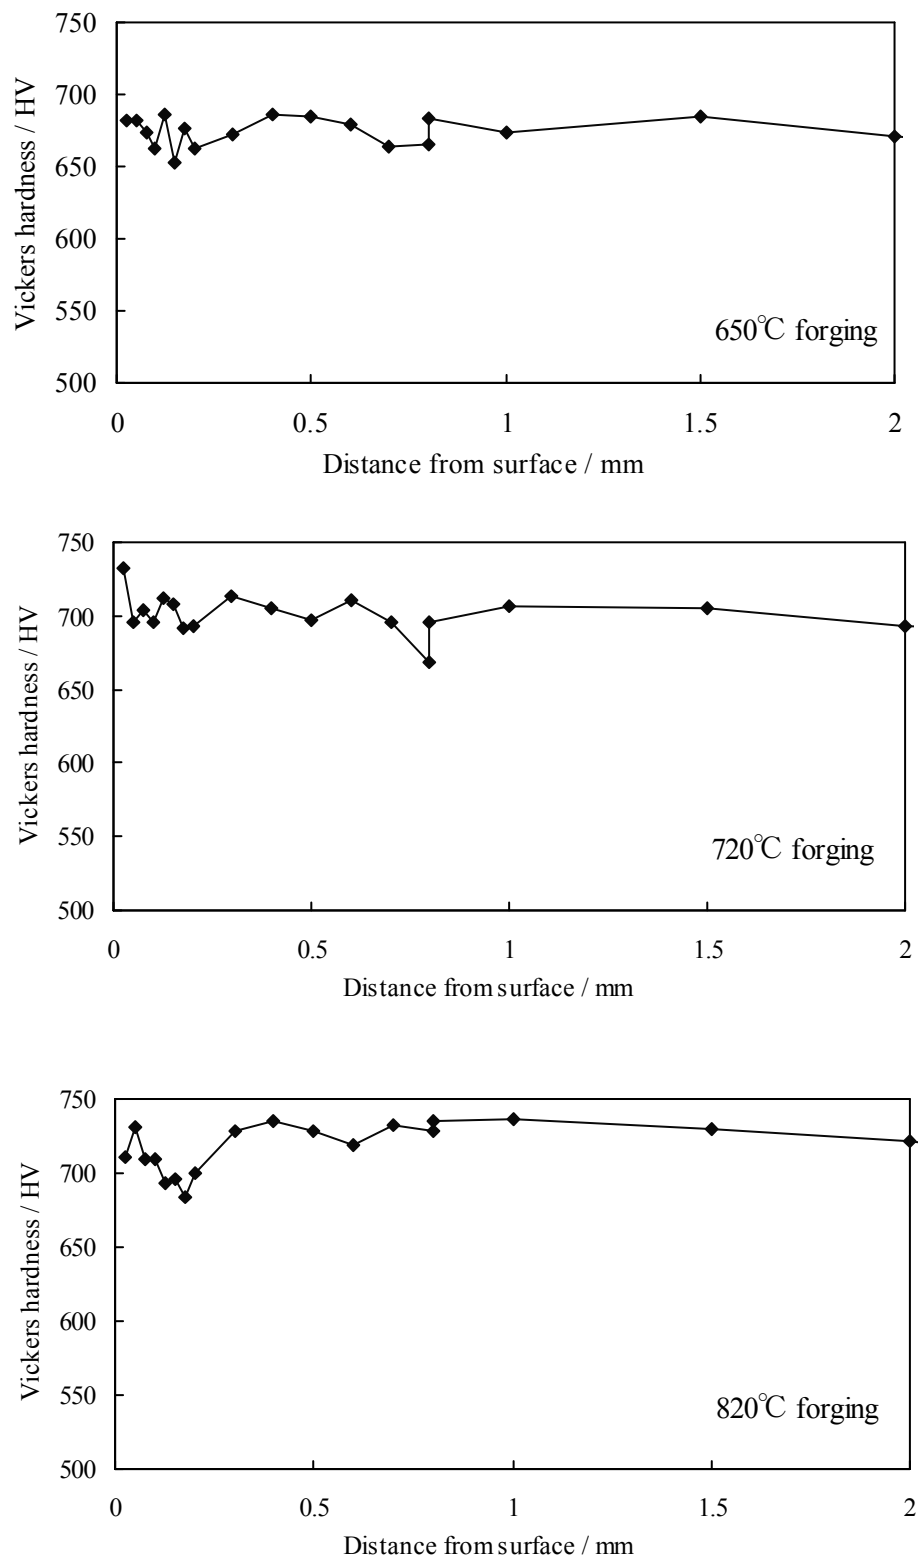 750
700
650
600
550
500
Vickers hardness / HV
650℃ forging
0 0.5 1 1.5 2
Distance from surface / mm
750
700
650
600
550
500
Vickers hardness / HV
720℃ forging
0 0.5 1 1.5 2
Distance from surface / mm
750
700
650
600
550
500
Vickers hardness / HV
820℃ forging
0 0.5 1 1.5 2
Distance from surface / mm